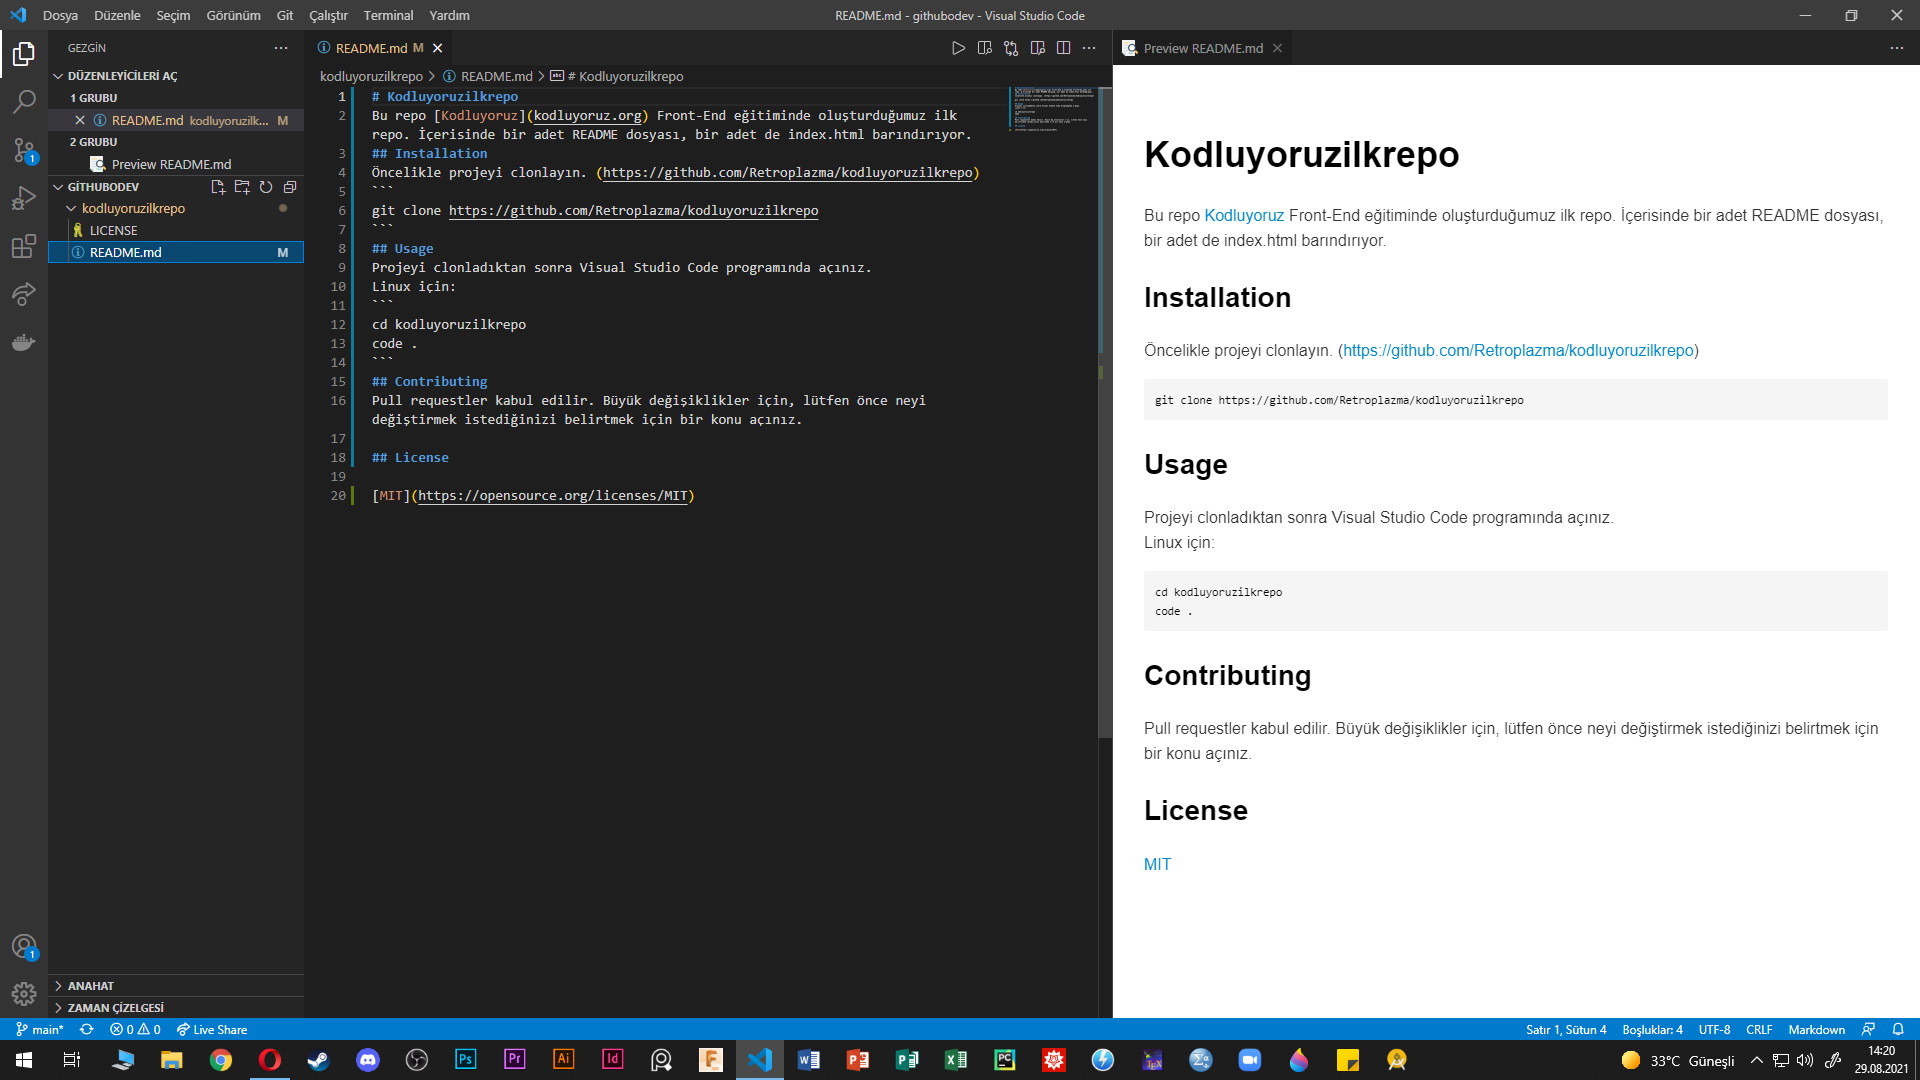 Dosya Düzenle Seçim Görünüm Git Çalıştır Terminal Yardım
README.md - githubodev - Visual Studio Code
GEZGİN
DÜZENLEYİCİLERİ AÇ
1 GRUBU
README.md kodluyoruzilk... M
2 GRUBU
Preview README.md
GİTHUBODEV
kodluyoruzilkrepo
LICENSE
README.md M
ANAHAT
ZAMAN ÇİZELGESİ
1
1
README.md M
kodluyoruzilkrepo > README.md > abc # Kodluyoruzilkrepo
1 # Kodluyoruzilkrepo
2 Bu repo [Kodluyoruz](kodluyoruz.org) Front-End eğitiminde oluşturduğumuz ilk
repo. İçerisinde bir adet README dosyası, bir adet de index.html barındırıyor.
3 ## Installation
4 Öncelikle projeyi clonlayın. (https://github.com/Retroplazma/kodluyoruzilkrepo)
5 ```
6 git clone https://github.com/Retroplazma/kodluyoruzilkrepo
7 ```
8 ## Usage
9 Projeyi clonladıktan sonra Visual Studio Code programında açınız.
10 Linux için:
11 ```
12 cd kodluyoruzilkrepo
13 code .
14 ```
15 ## Contributing
16 Pull requestler kabul edilir. Büyük değişiklikler için, lütfen önce neyi
değiştirmek istediğinizi belirtmek için bir konu açınız.
17
18 ## License
19
20 [MIT](https://opensource.org/licenses/MIT)
Preview README.md
Kodluyoruzilkrepo
Bu repo Kodluyoruz Front-End eğitiminde oluşturduğumuz ilk repo. İçerisinde bir adet README dosyası,
bir adet de index.html barındırıyor.
Installation
Öncelikle projeyi clonlayın. (https://github.com/Retroplazma/kodluyoruzilkrepo)
git clone https://github.com/Retroplazma/kodluyoruzilkrepo
Usage
Projeyi clonladıktan sonra Visual Studio Code programında açınız.
Linux için:
cd kodluyoruzilkrepo
code .
Contributing
Pull requestler kabul edilir. Büyük değişiklikler için, lütfen önce neyi değiştirmek istediğinizi belirtmek için
bir konu açınız.
License
MIT
main* 0 0 Live Share
Satır 1, Sütun 4 Boşluklar: 4 UTF-8 CRLF Markdown
Ps Pr Ai Id F W P P X PC TeX
33°C Güneşli
14:20
29.08.2021